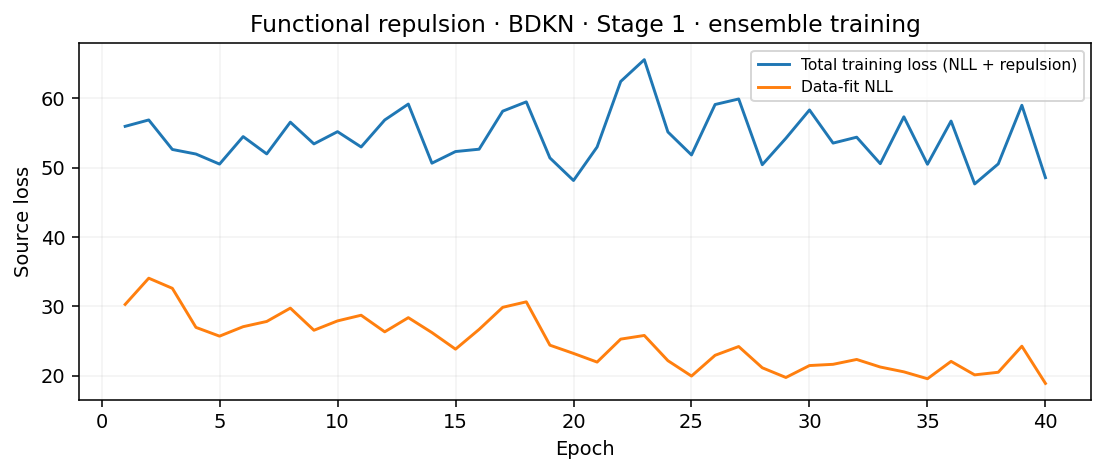 Functional repulsion · BDKN · Stage 1 · ensemble training
Total training loss (NLL + repulsion)
Data-fit NLL
Source loss
60
50
40
30
20
0 5 10 15 20 25 30 35 40
Epoch